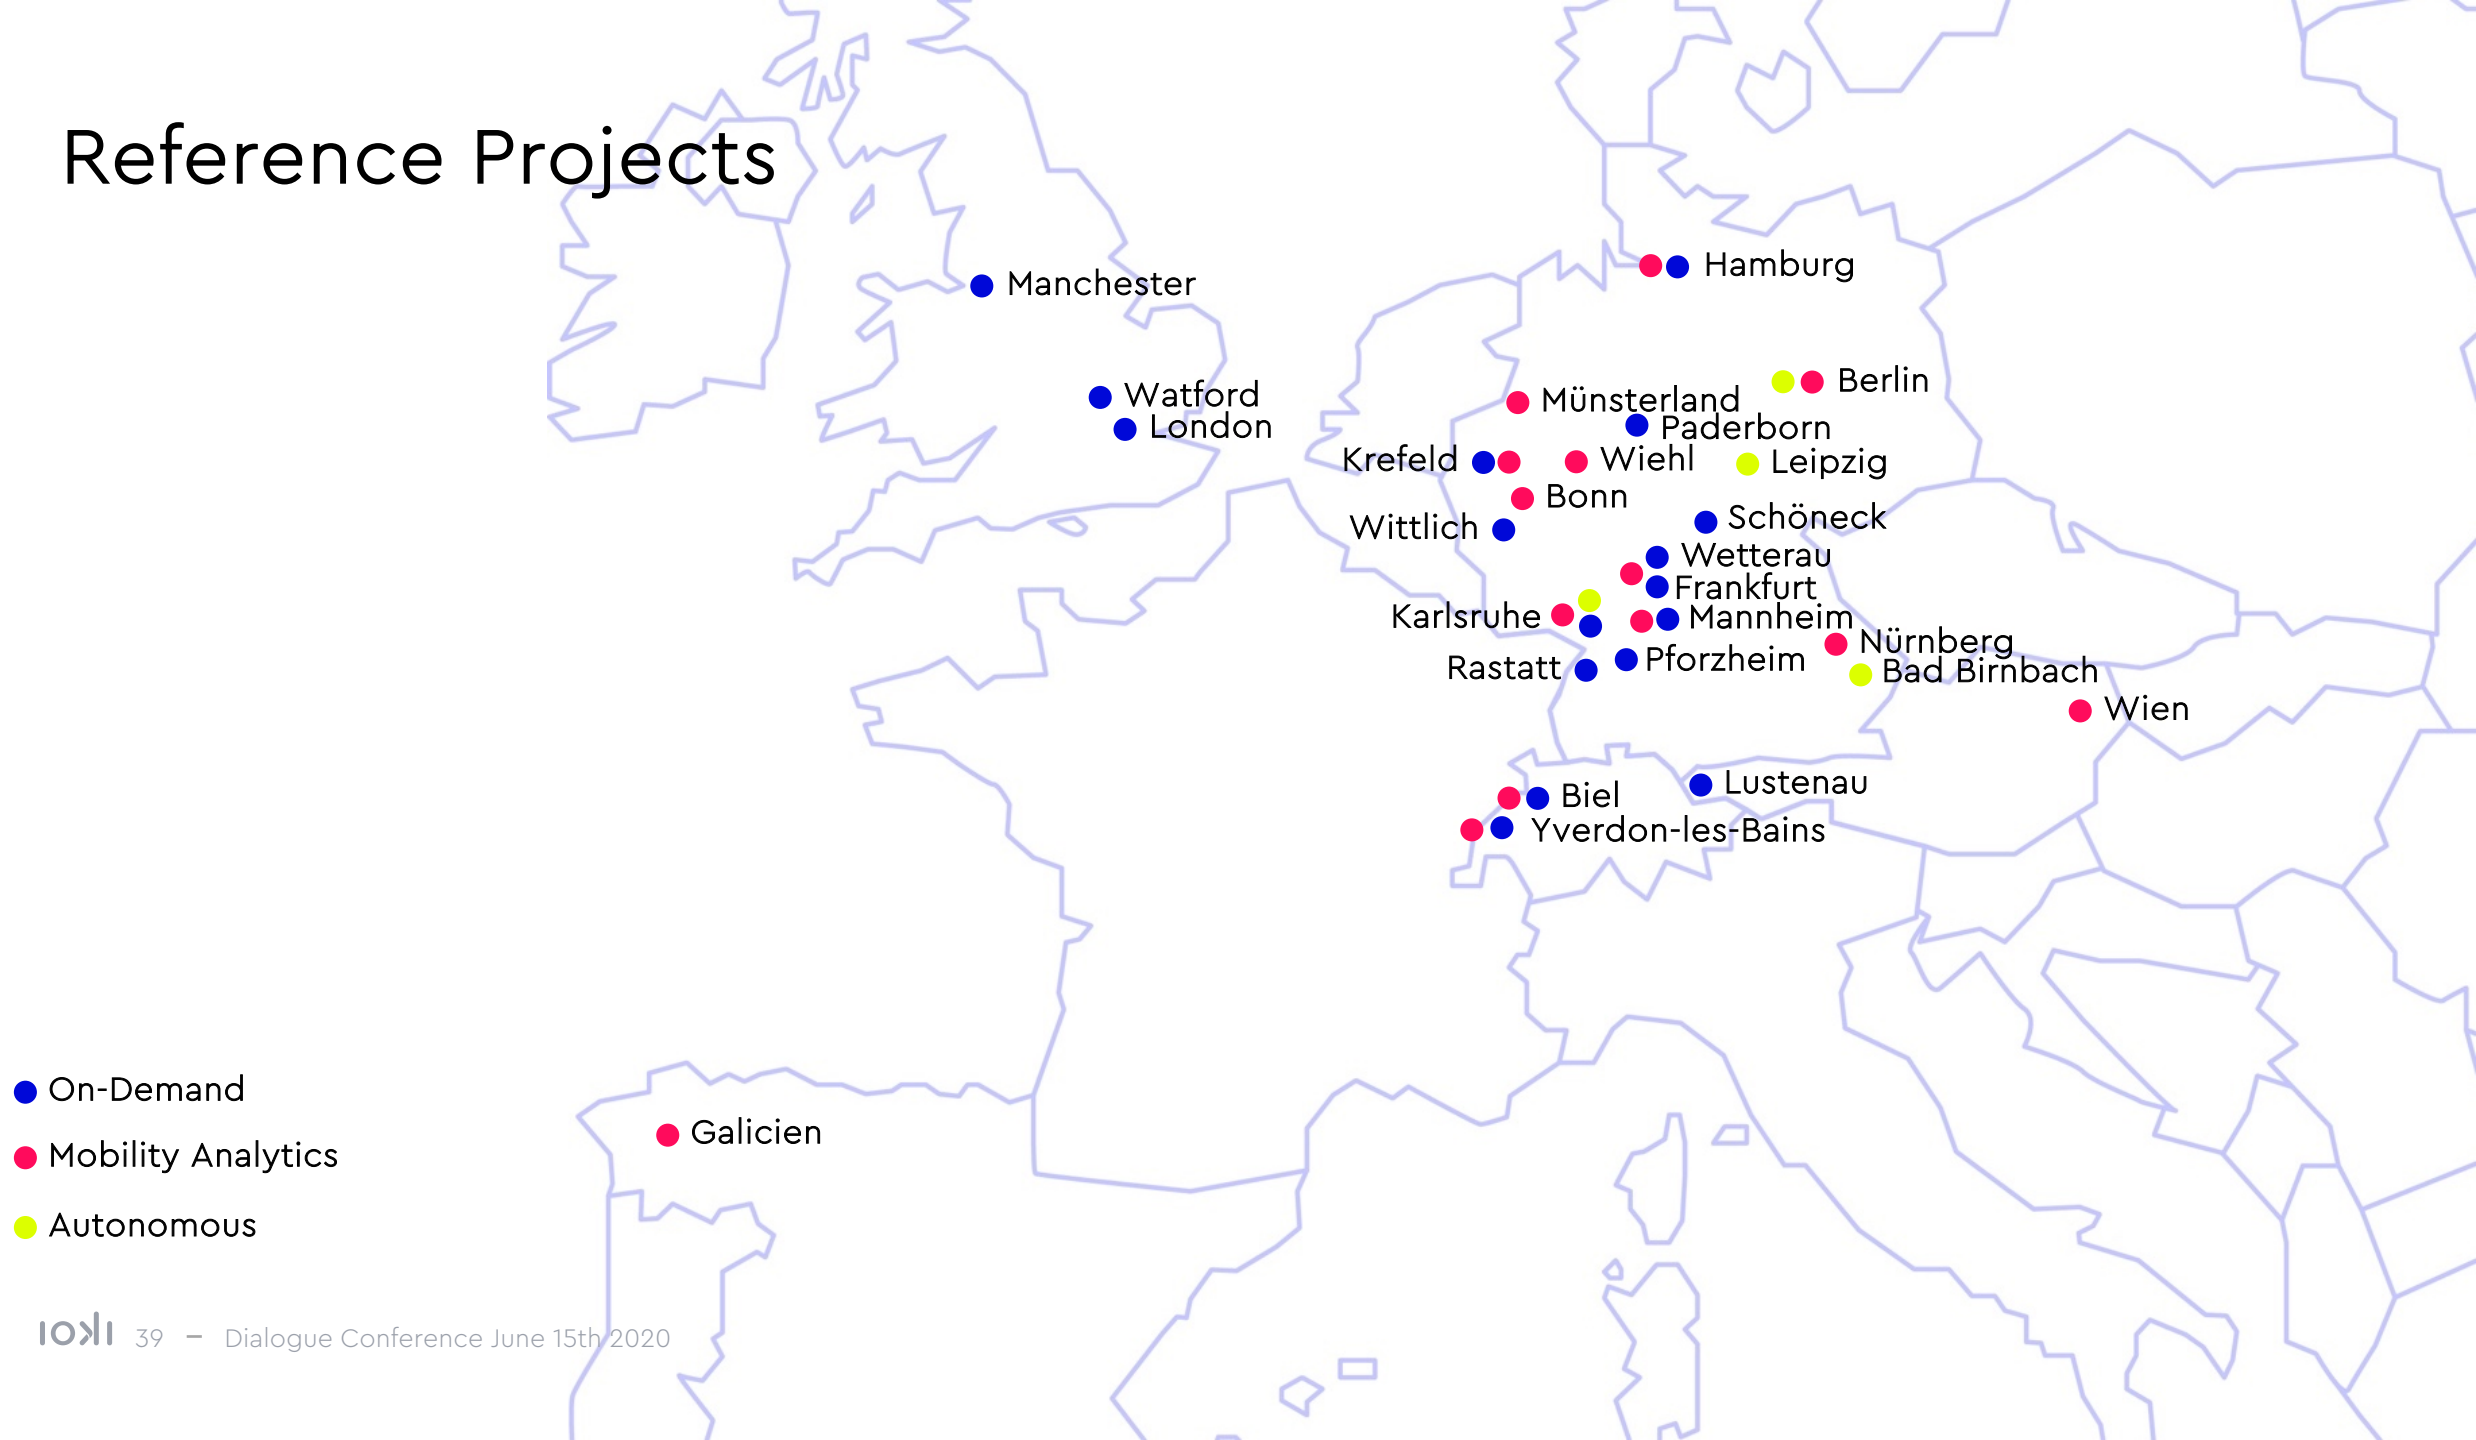 Reference Projects
Hamburg
Manchester
Berlin
Watford
Münsterland
London
Paderborn
Krefeld
Wiehl
Leipzig
Bonn
Wittlich
Schöneck
Wetterau
Frankfurt
Karlsruhe
Mannheim
Nürnberg
Rastatt
Pforzheim
Bad Birnbach
Wien
Lustenau
Biel
Yverdon-les-Bains
On-Demand
Galicien
Mobility Analytics
Autonomous
ioki 39 – Dialogue Conference June 15th 2020